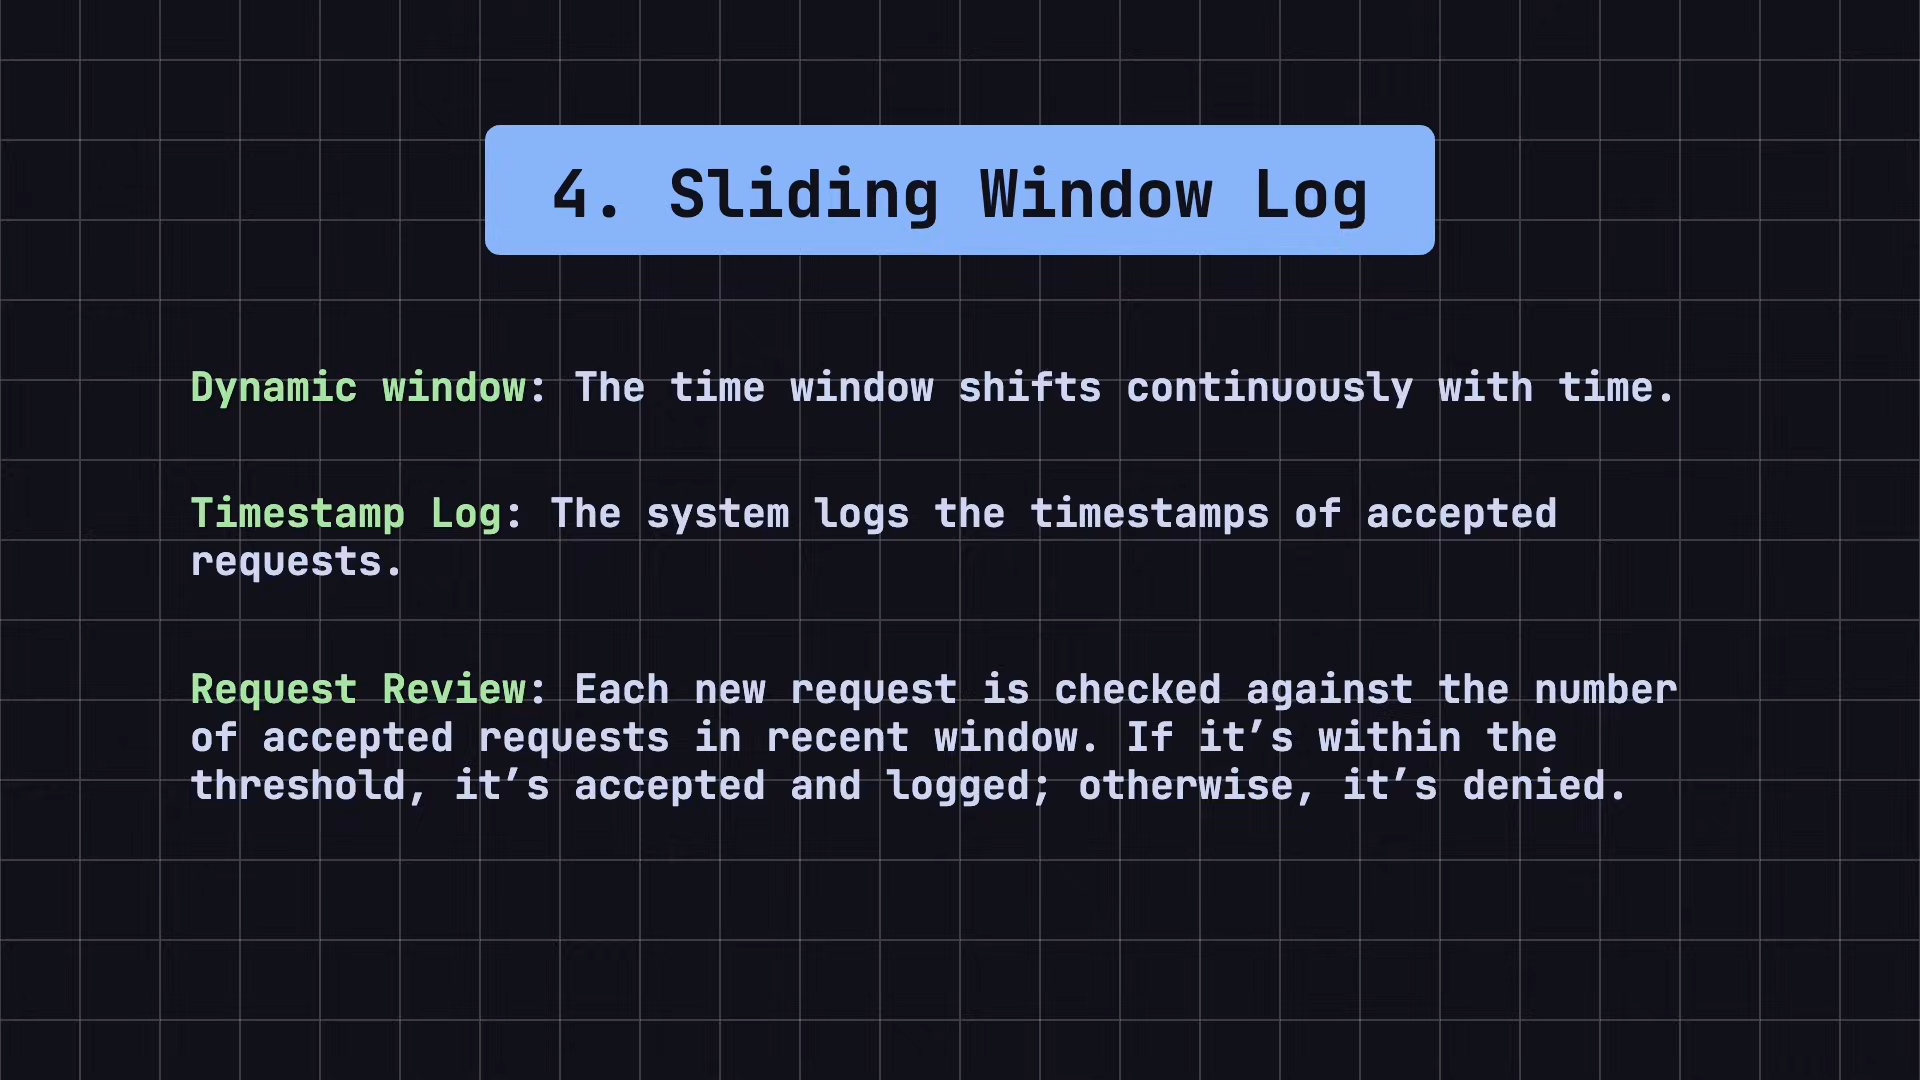 4. Sliding Window Log
Dynamic window: The time window shifts continuously with time.
Timestamp Log: The system logs the timestamps of accepted
requests.
Request Review: Each new request is checked against the number
of accepted requests in recent window. If it’s within the
threshold, it’s accepted and logged; otherwise, it’s denied.